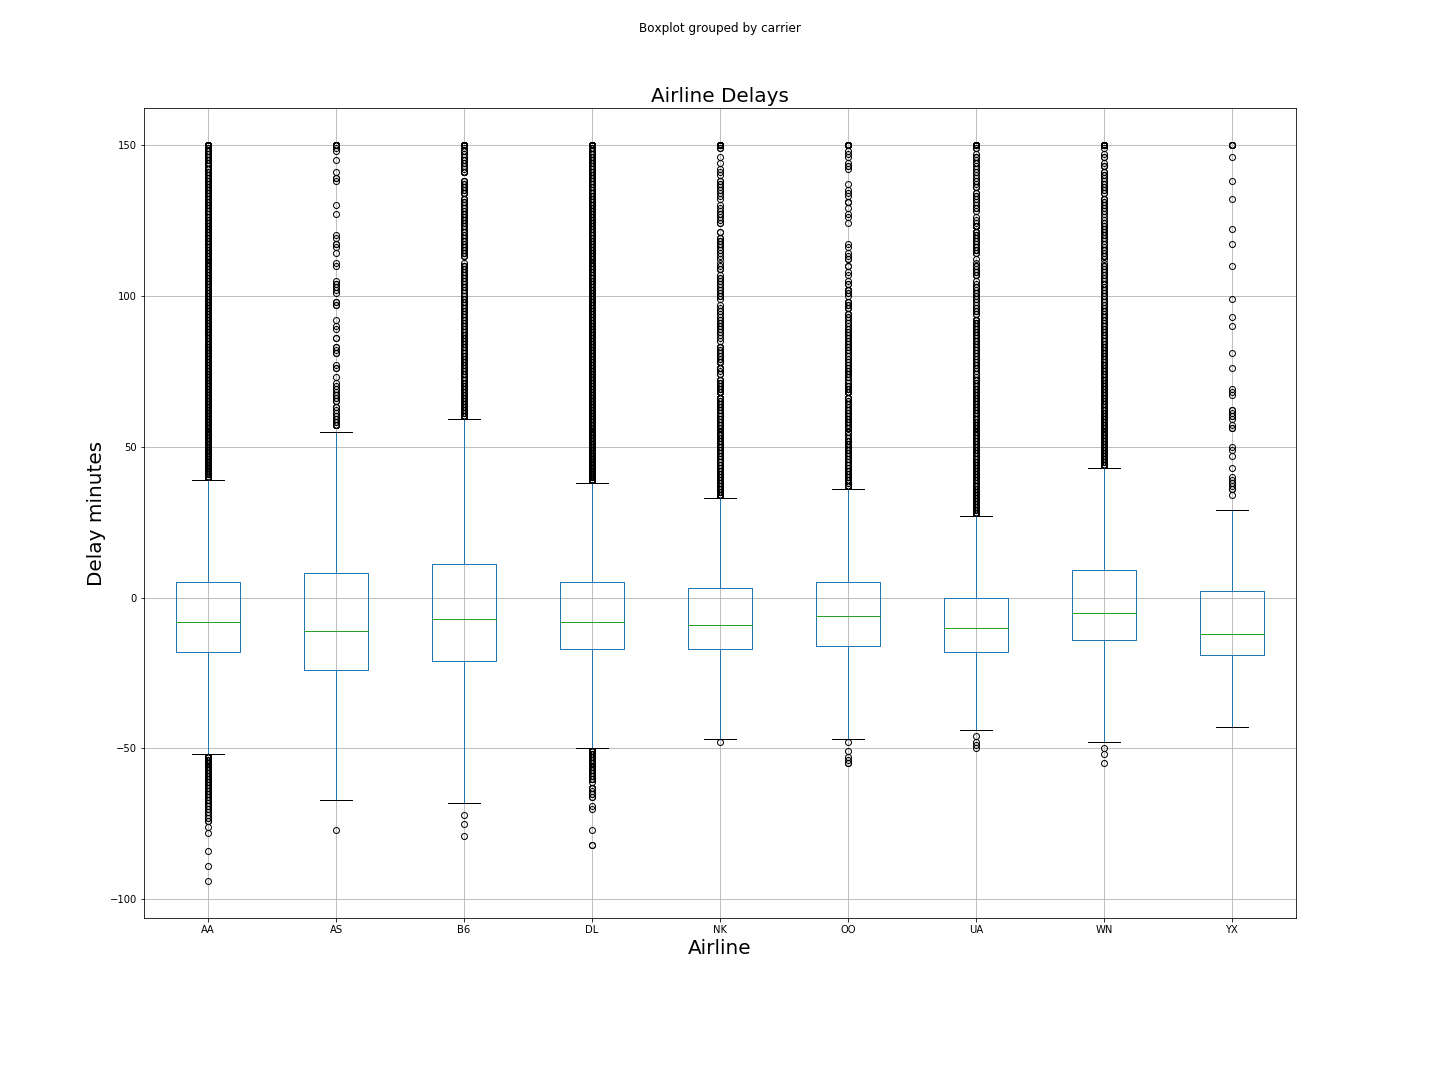 Boxplot grouped by carrier
Airline Delays
150
100
50
0
−50
−100
Delay minutes
AA AS B6 DL NK OO UA WN YX
Airline